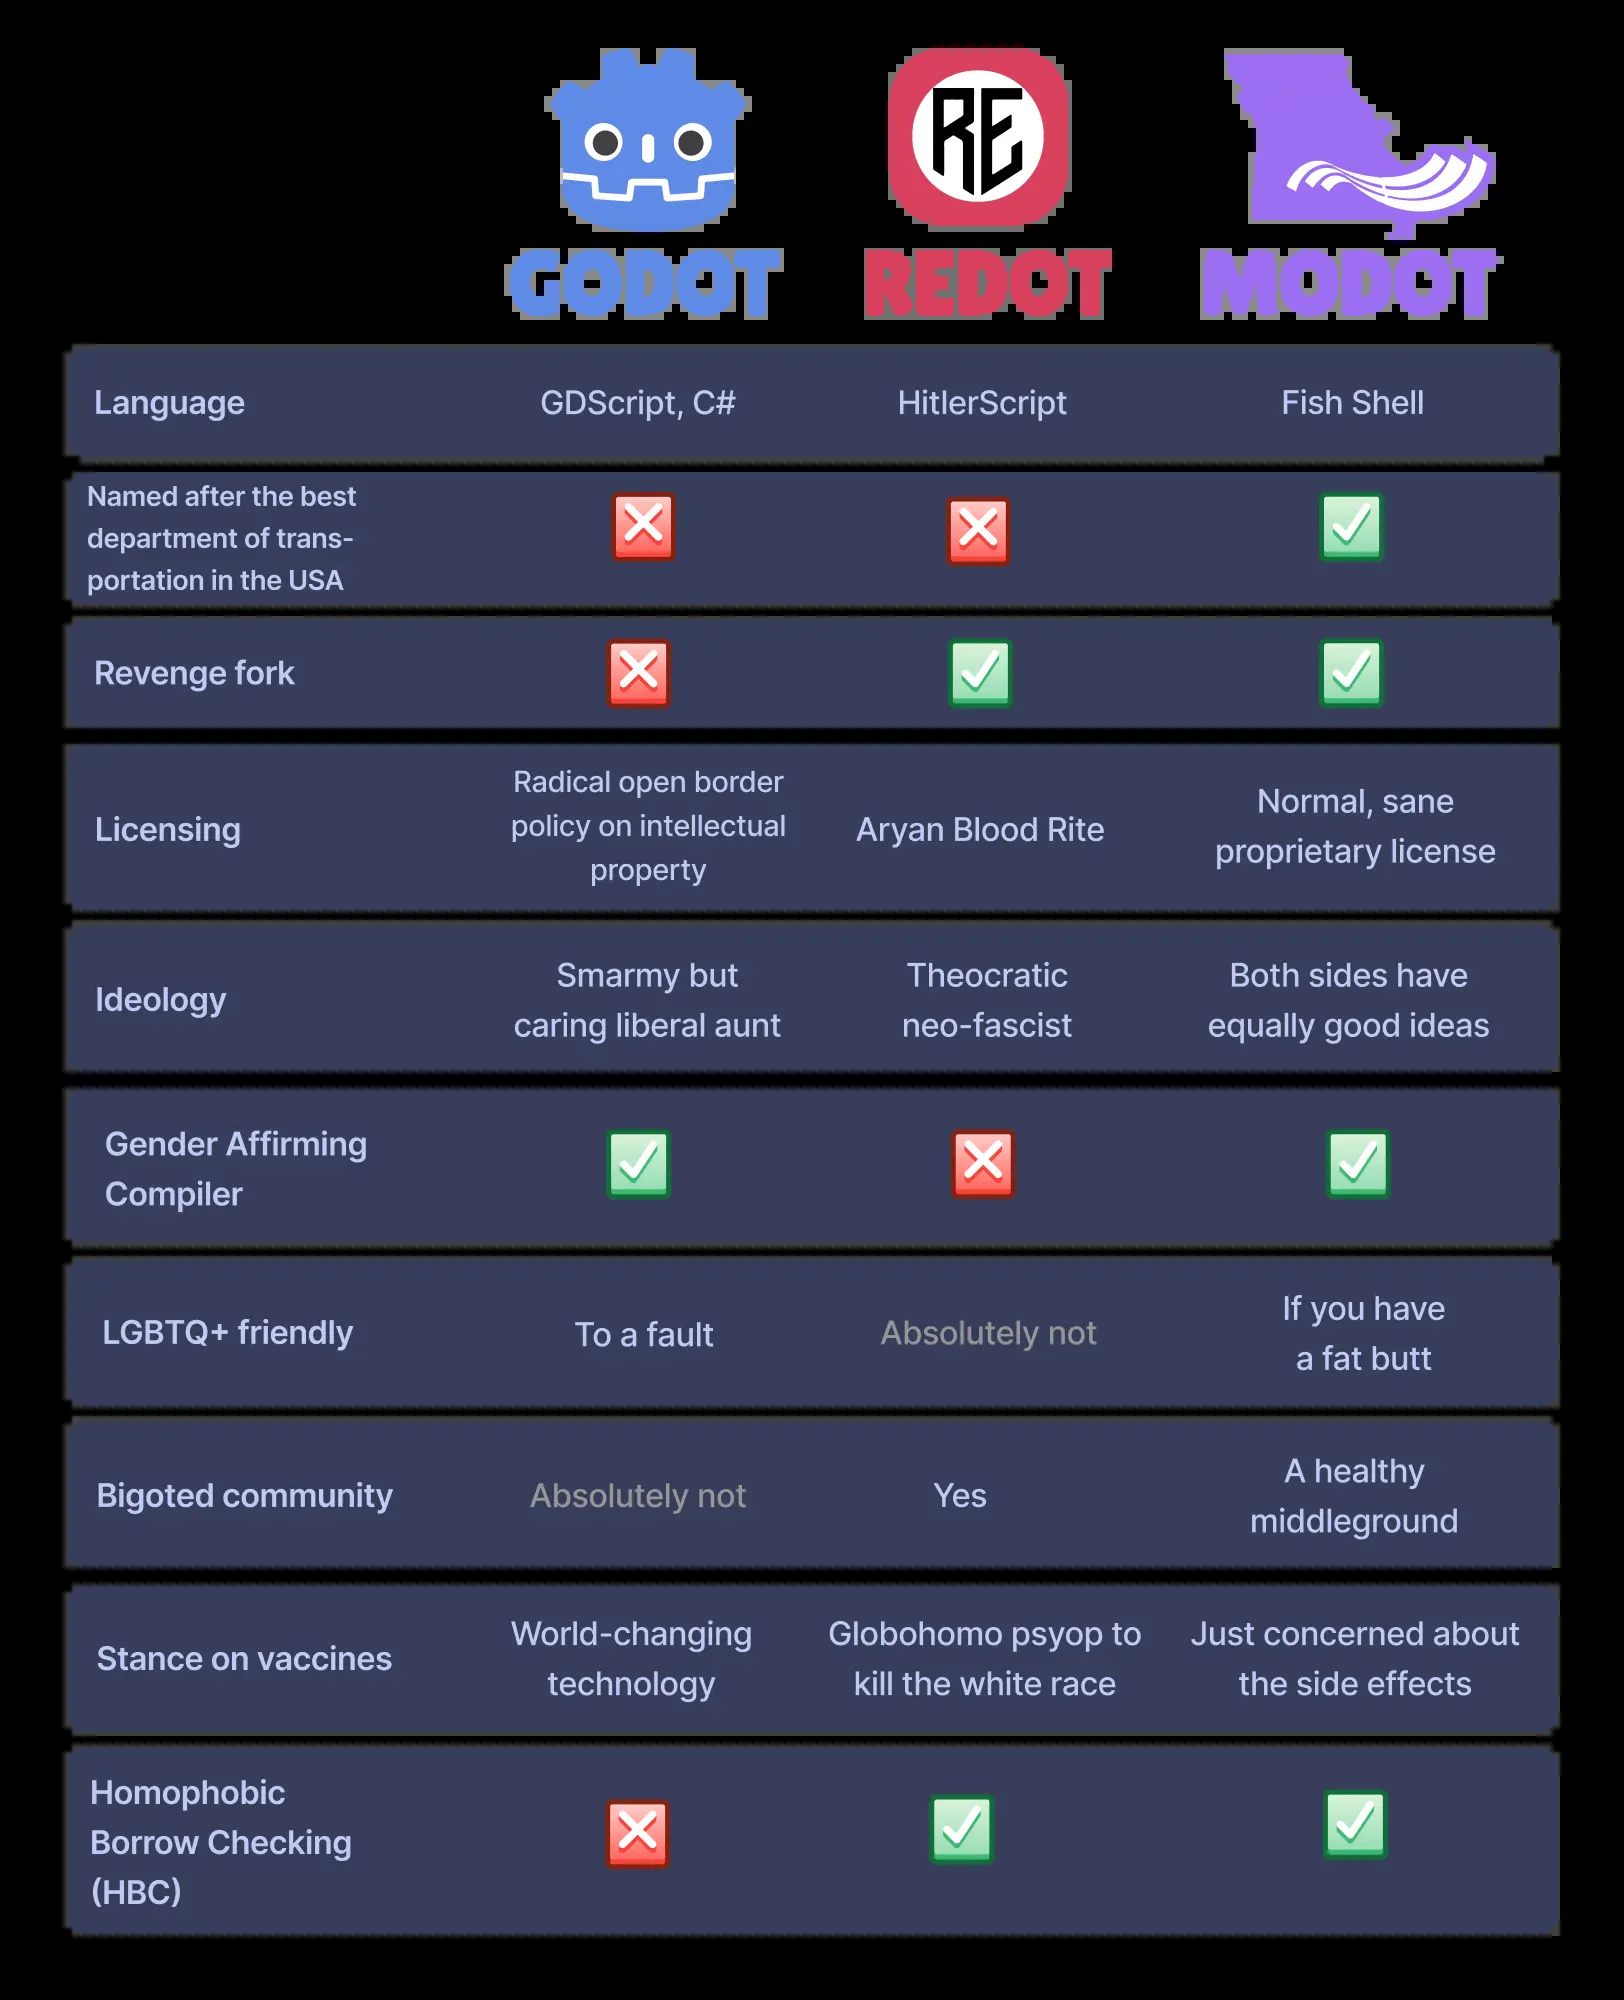 RE
GODOT REDOT MODOT
Language GDScript, C# HitlerScript Fish Shell
Named after the best
department of trans-
portation in the USA
Revenge fork
Licensing
Radical open border
policy on intellectual
property
Aryan Blood Rite
Normal, sane
proprietary license
Ideology
Smarmy but
caring liberal aunt
Theocratic
neo-fascist
Both sides have
equally good ideas
Gender Affirming
Compiler
LGBTQ+ friendly
To a fault
Absolutely not
If you have
a fat butt
Bigoted community
Absolutely not
Yes
A healthy
middleground
Stance on vaccines
World-changing
technology
Globohomo psyop to
kill the white race
Just concerned about
the side effects
Homophobic
Borrow Checking
(HBC)